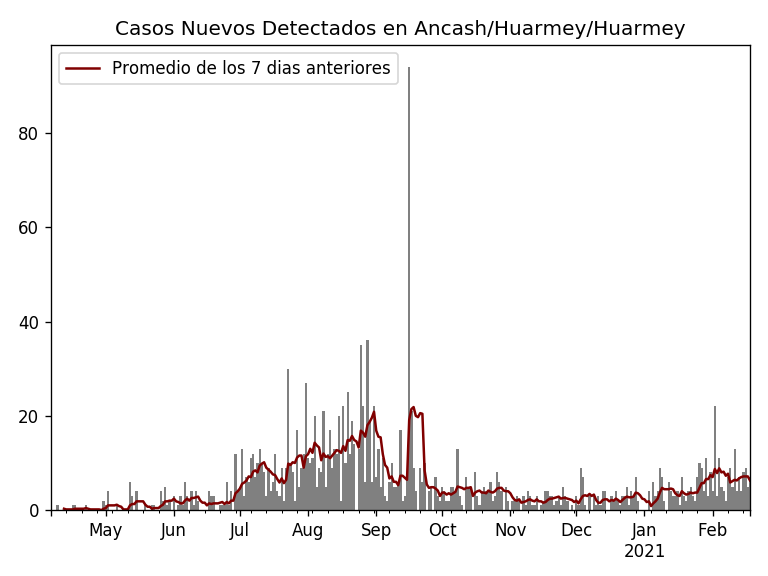 Casos Nuevos Detectados en Ancash/Huarmey/Huarmey
Promedio de los 7 dias anteriores
80
60
40
20
0
May Jun Jul Aug Sep Oct Nov Dec Jan Feb
2021